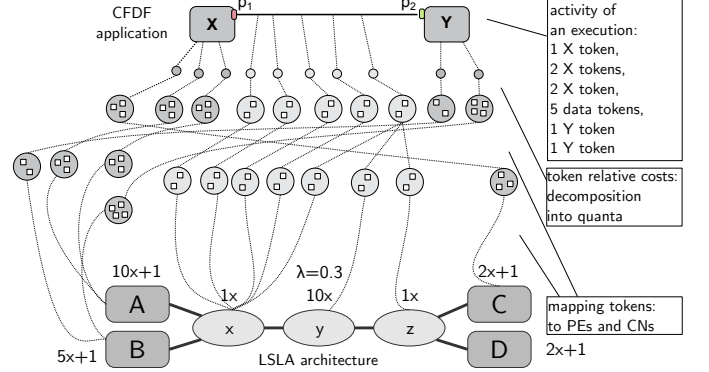 CFDF
application
X
p1
p2
Y
activity of
an execution:
1 X token,
2 X tokens,
2 X token,
5 data tokens,
1 Y token
1 Y token
token relative costs:
decomposition
into quanta
10x+1
1x
λ=0.3
10x
1x
2x+1
A
C
x
y
z
B
D
mapping tokens:
to PEs and CNs
5x+1
LSLA architecture
2x+1